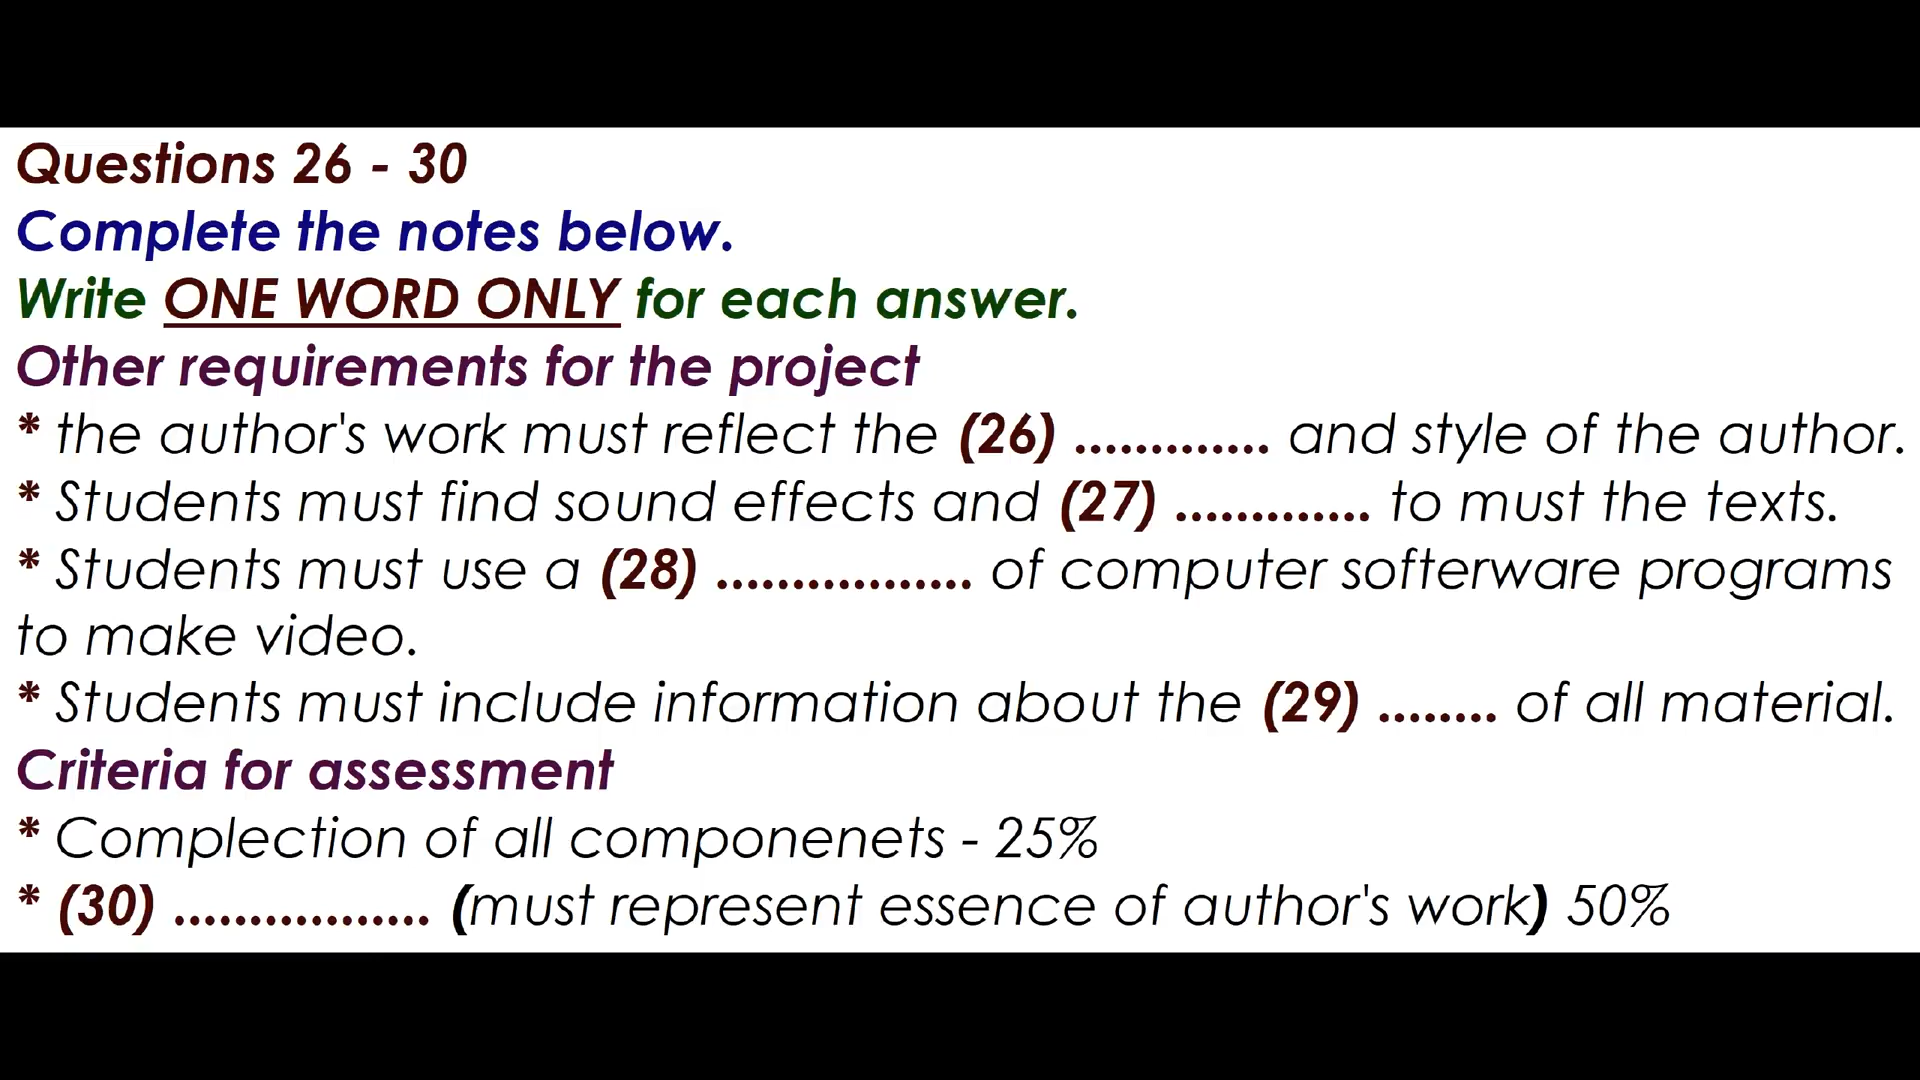 Questions 26 - 30
Complete the notes below.
Write ONE WORD ONLY for each answer.
Other requirements for the project
* the author's work must reflect the (26) ............. and style of the author.
* Students must find sound effects and (27) ............. to must the texts.
* Students must use a (28) ................. of computer softerware programs
to make video.
* Students must include information about the (29) ........ of all material.
Criteria for assessment
* Complection of all componenets - 25%
* (30) ................. (must represent essence of author's work) 50%